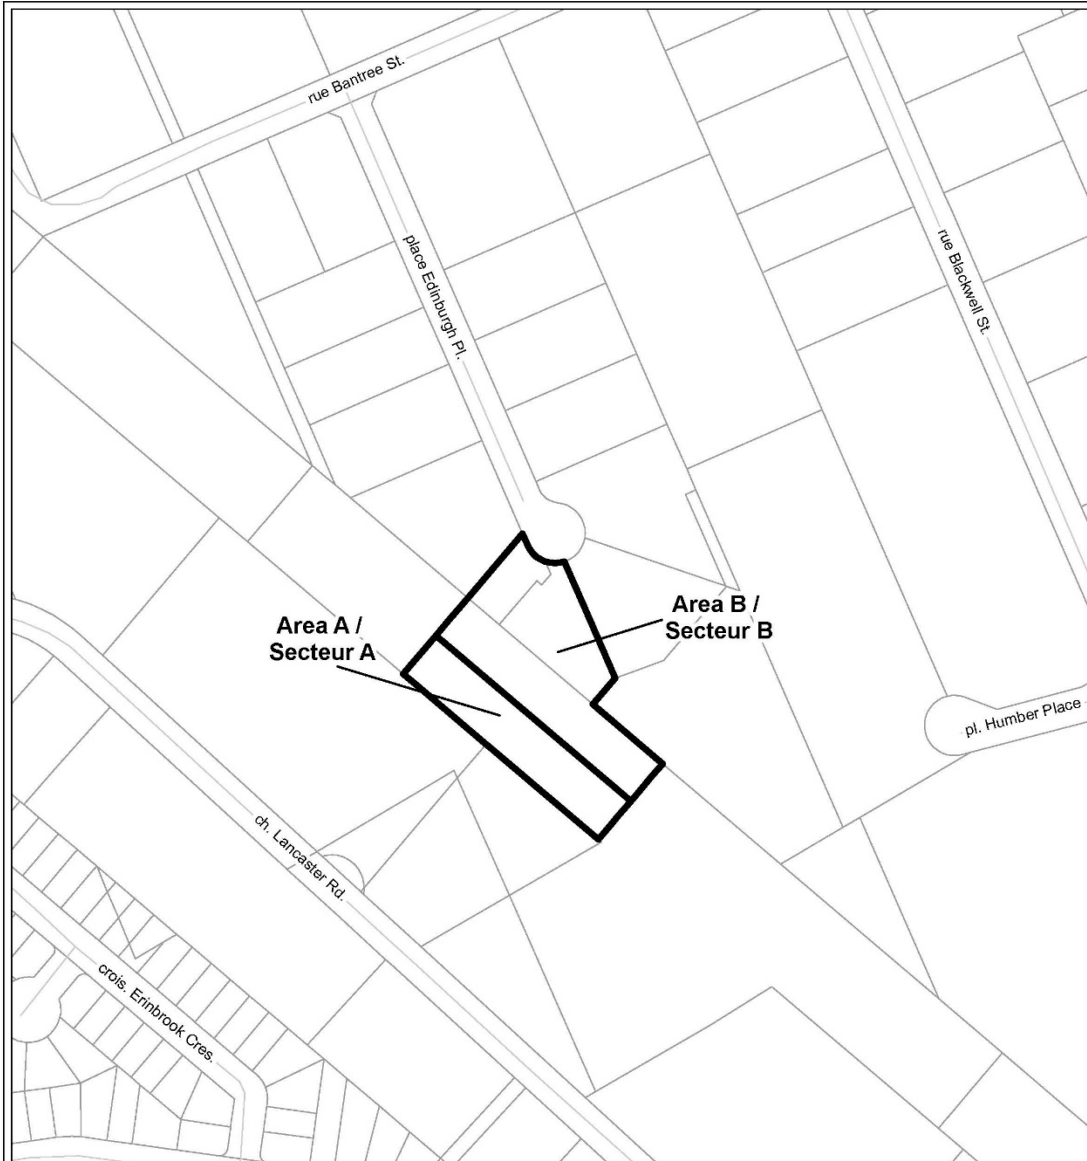 rue Bantree St.
place Edinburgh Pl.
rue Blackwell St.
Area A /
Secteur A
Area B /
Secteur B
pl. Humber Place
ch. Lancaster Rd.
crois. Erinbrook Cres.